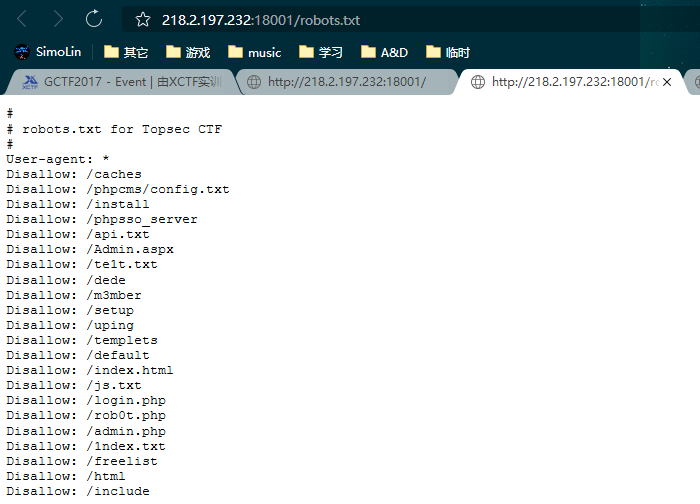 218.2.197.232:18001/robots.txt
SimoLin 其它 游戏 music 学习 A&D 临时
GCTF2017 - Event | 由XCTF实训 http://218.2.197.232:18001/ http://218.2.197.232:18001/ro
#
# robots.txt for Topsec CTF
#
User-agent: *
Disallow: /caches
Disallow: /phpcms/config.txt
Disallow: /install
Disallow: /phpsso_server
Disallow: /api.txt
Disallow: /Admin.aspx
Disallow: /te1t.txt
Disallow: /dede
Disallow: /m3mber
Disallow: /setup
Disallow: /uping
Disallow: /templets
Disallow: /default
Disallow: /index.html
Disallow: /js.txt
Disallow: /login.php
Disallow: /rob0t.php
Disallow: /admin.php
Disallow: /1ndex.txt
Disallow: /freelist
Disallow: /html
Disallow: /include